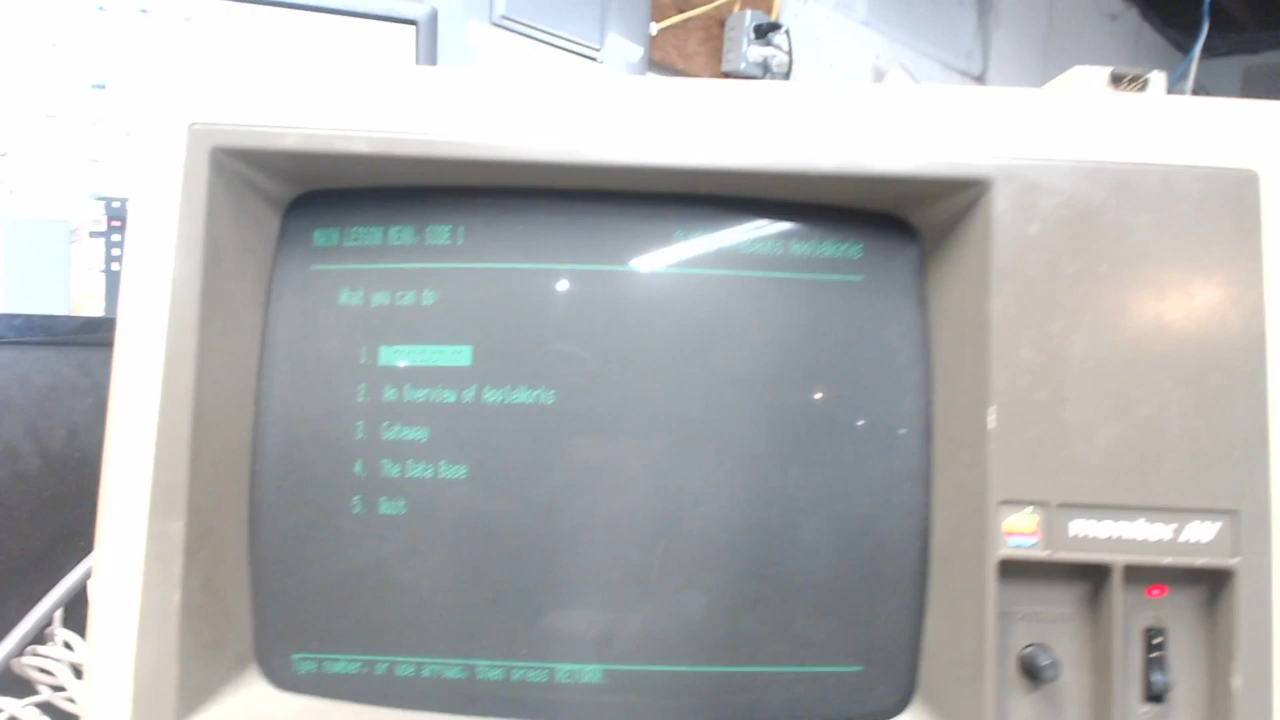 MAIN LESSON MENU, SIDE 1
AppleWorks
What you can do:
1.
2. An Overview of AppleWorks
3. Gateway
4. The Data Base
5. Quit
Type number, or use arrows, then press RETURN.
monitor ///